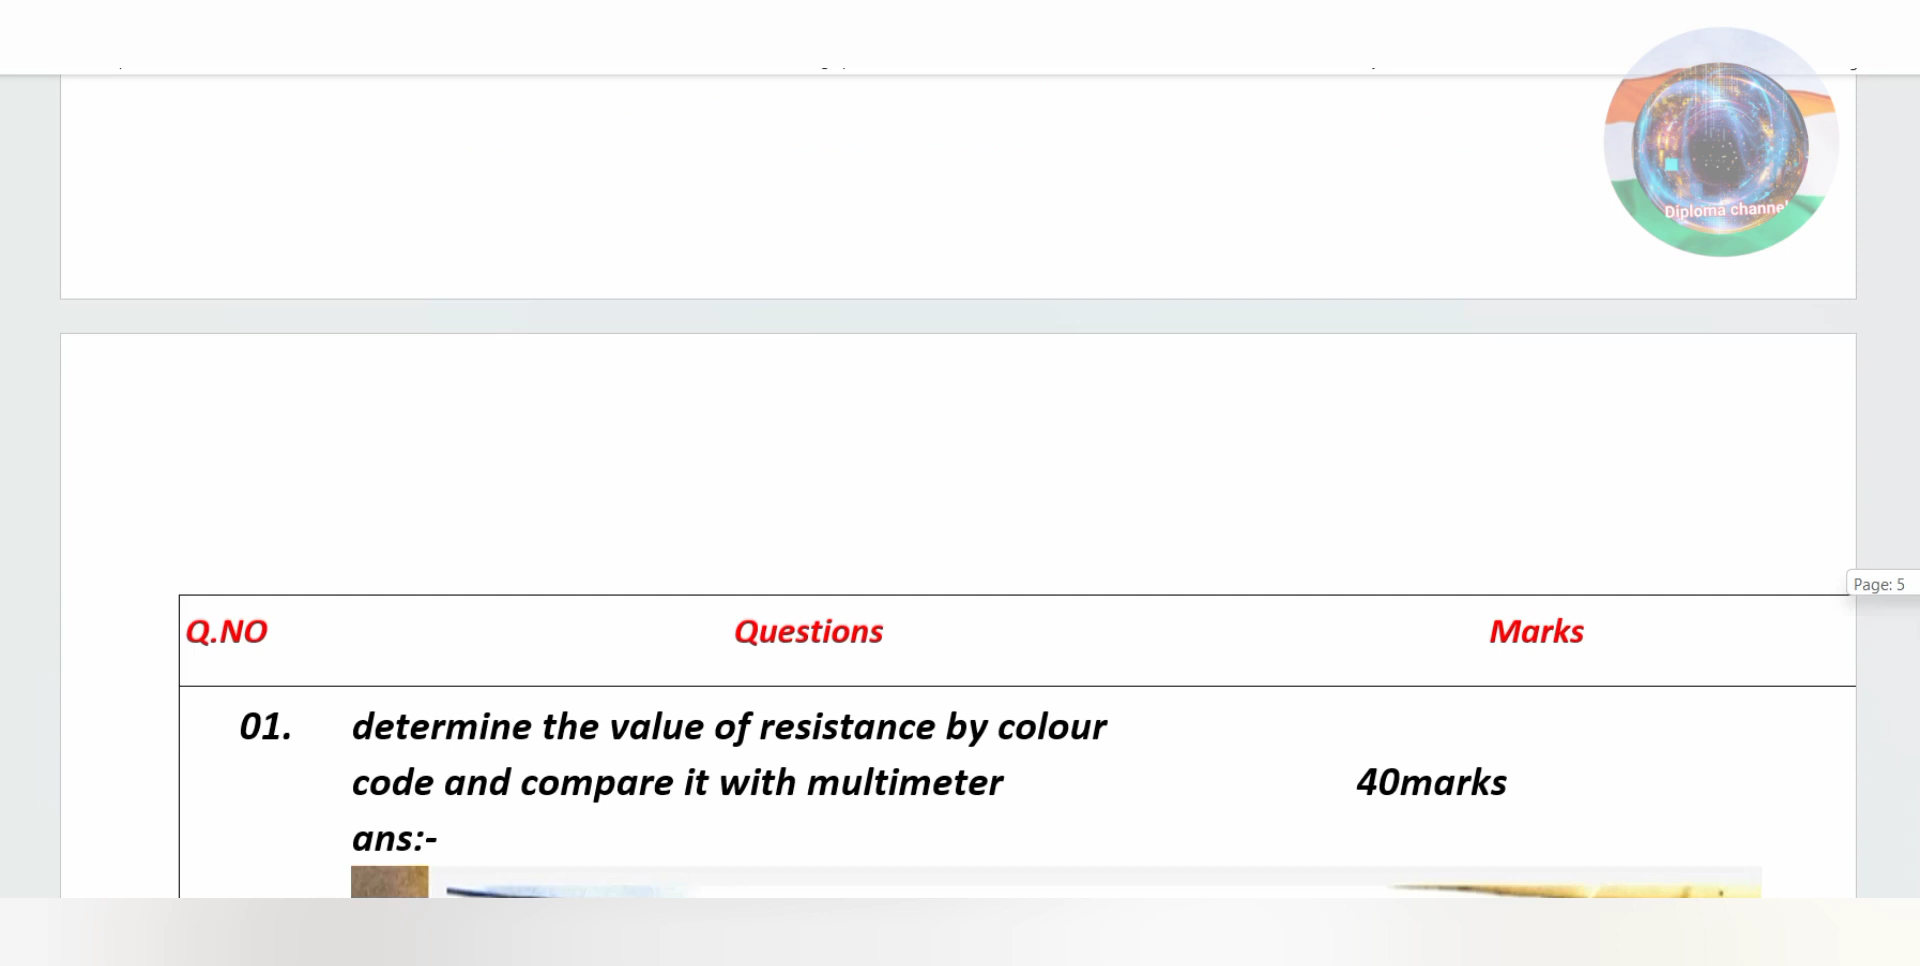 Diploma channel
Page: 5
Q.NO Questions Marks
01. determine the value of resistance by colour
code and compare it with multimeter 40marks
ans:-